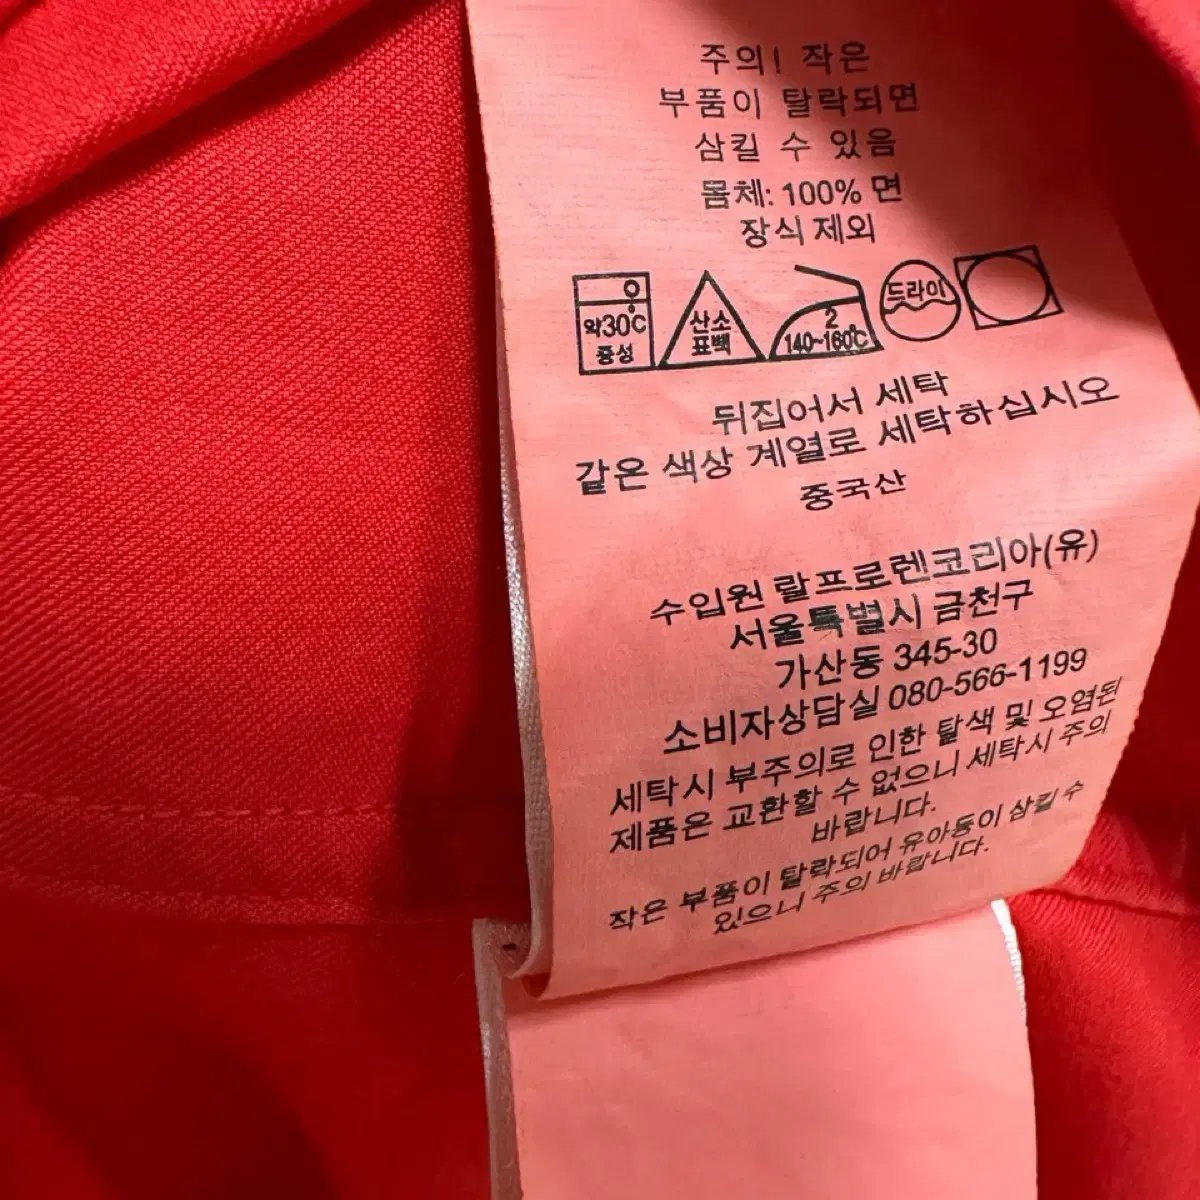 주의! 작은
부품이 탈락되면
삼킬 수 있음
몸체: 100% 면
장식 제외
약30℃
중성
산소
표백
2
140~160℃
드라이
뒤집어서 세탁
같은 색상 계열로 세탁하십시오
중국산
수입원 랄프로렌코리아(유)
서울특별시 금천구
가산동 345-30
소비자상담실 080-566-1199
세탁시 부주의로 인한 탈색 및 오염된
제품은 교환할 수 없으니 세탁시 주의
바랍니다.
작은 부품이 탈락되어 유아동이 삼킬 수
있으니 주의 바랍니다.